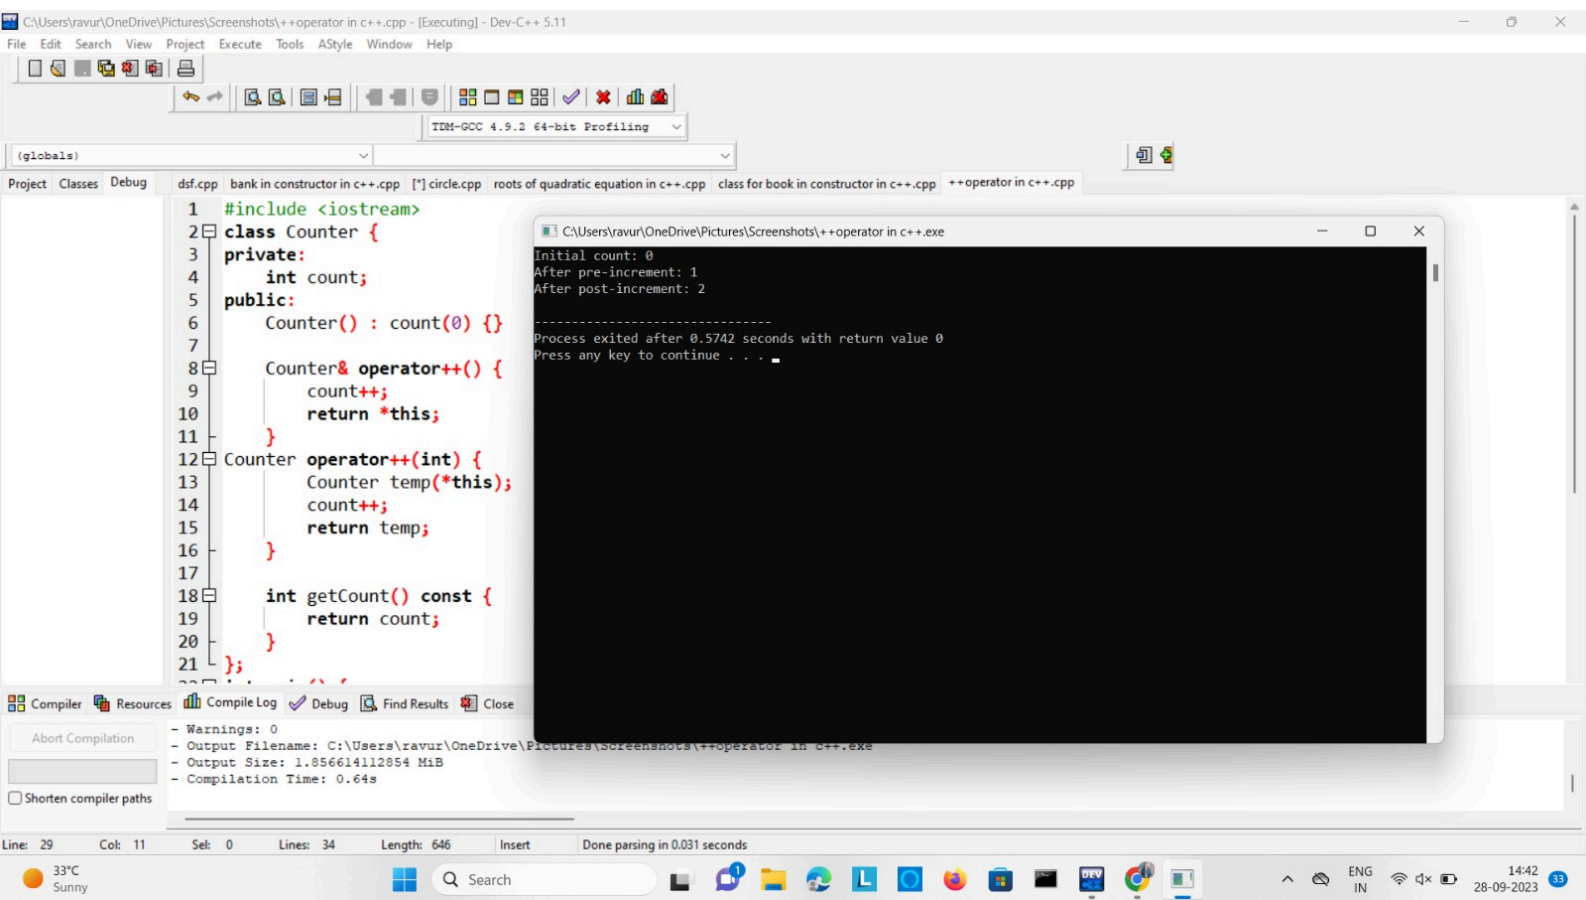 C:\Users\ravur\OneDrive\Pictures\Screenshots\++operator in c++.cpp - [Executing] - Dev-C++ 5.11
File Edit Search View Project Execute Tools AStyle Window Help
TDM-GCC 4.9.2 64-bit Profiling
(globals)
Project Classes Debug
dsf.cpp bank in constructor in c++.cpp [*] circle.cpp roots of quadratic equation in c++.cpp class for book in constructor in c++.cpp ++operator in c++.cpp
1 #include <iostream>
2 class Counter {
3 private:
4 int count;
5 public:
6 Counter() : count(0) {}
7
8 Counter& operator++() {
9 count++;
10 return *this;
11 }
12 Counter operator++(int) {
13 Counter temp(*this);
14 count++;
15 return temp;
16 }
17
18 int getCount() const {
19 return count;
20 }
21 };
C:\Users\ravur\OneDrive\Pictures\Screenshots\++operator in c++.exe
Initial count: 0
After pre-increment: 1
After post-increment: 2
--------------------------------
Process exited after 0.5742 seconds with return value 0
Press any key to continue . . .
Compiler Resources Compile Log Debug Find Results Close
Abort Compilation
Shorten compiler paths
- Warnings: 0
- Output Filename: C:\Users\ravur\OneDrive\Pictures\Screenshots\++operator in c++.exe
- Output Size: 1.856614112854 MiB
- Compilation Time: 0.64s
Line: 29 Col: 11 Sel: 0 Lines: 34 Length: 646 Insert Done parsing in 0.031 seconds
33°C
Sunny
Search
1
L
DEV
ENG
IN
14:42
28-09-2023
33